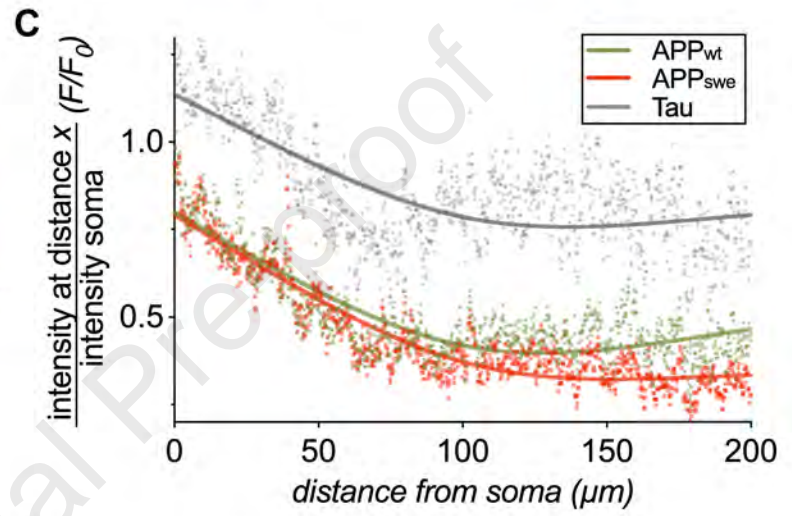 C
intensity at distance x (F/F0)
intensity soma
APPwt
APPswe
Tau
1.0
0.5
0 50 100 150 200
distance from soma (µm)
al Pre-proof